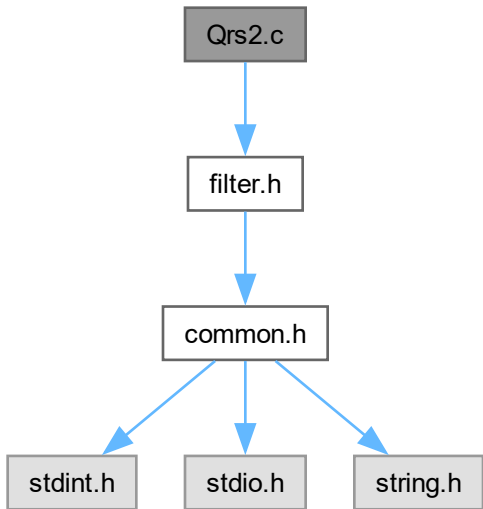 Qrs2.c
filter.h
common.h
stdint.h
stdio.h
string.h